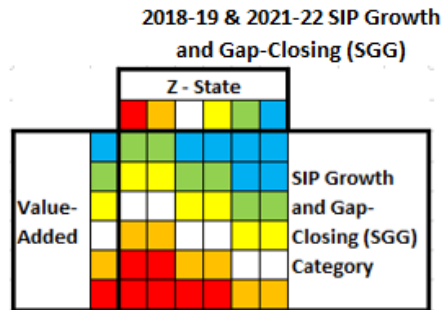 2018-19 & 2021-22 SIP Growth
and Gap-Closing (SGG)
Z - State
Value-
Added
SIP Growth
and Gap-
Closing (SGG)
Category